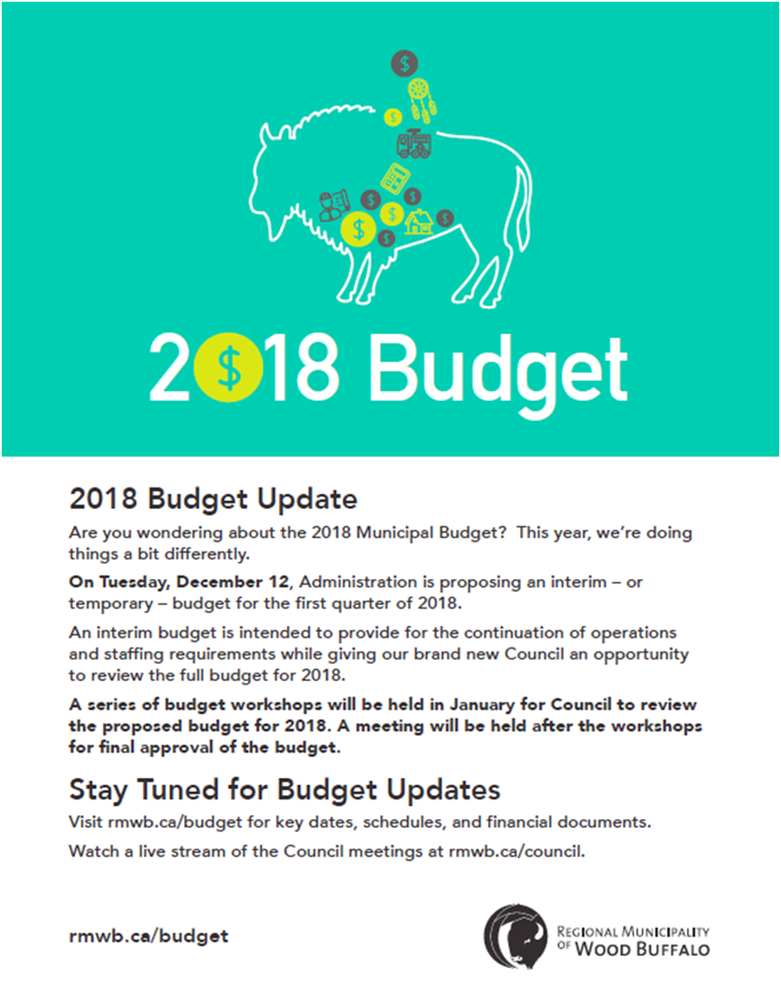 2$18 Budget
2018 Budget Update
Are you wondering about the 2018 Municipal Budget?  This year, we're doing
things a bit differently.
On Tuesday, December 12, Administration is proposing an interim – or
temporary – budget for the first quarter of 2018.
An interim budget is intended to provide for the continuation of operations
and staffing requirements while giving our brand new Council an opportunity
to review the full budget for 2018.
A series of budget workshops will be held in January for Council to review
the proposed budget for 2018. A meeting will be held after the workshops
for final approval of the budget.
Stay Tuned for Budget Updates
Visit rmwb.ca/budget for key dates, schedules, and financial documents.
Watch a live stream of the Council meetings at rmwb.ca/council.
rmwb.ca/budget
REGIONAL MUNICIPALITY
OF WOOD BUFFALO